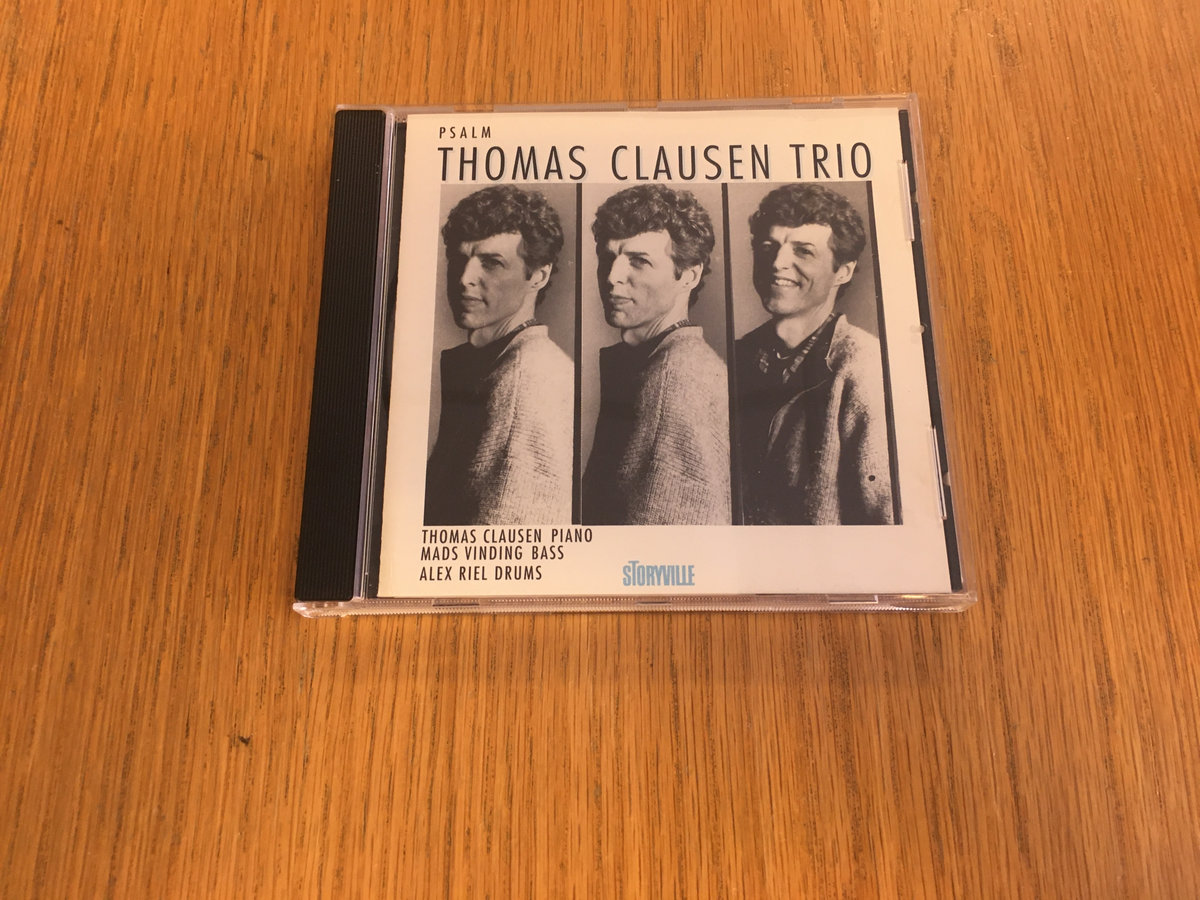 PSALM
THOMAS CLAUSEN TRIO
THOMAS CLAUSEN PIANO
MADS VINDING BASS
ALEX RIEL DRUMS
STORYVILLE